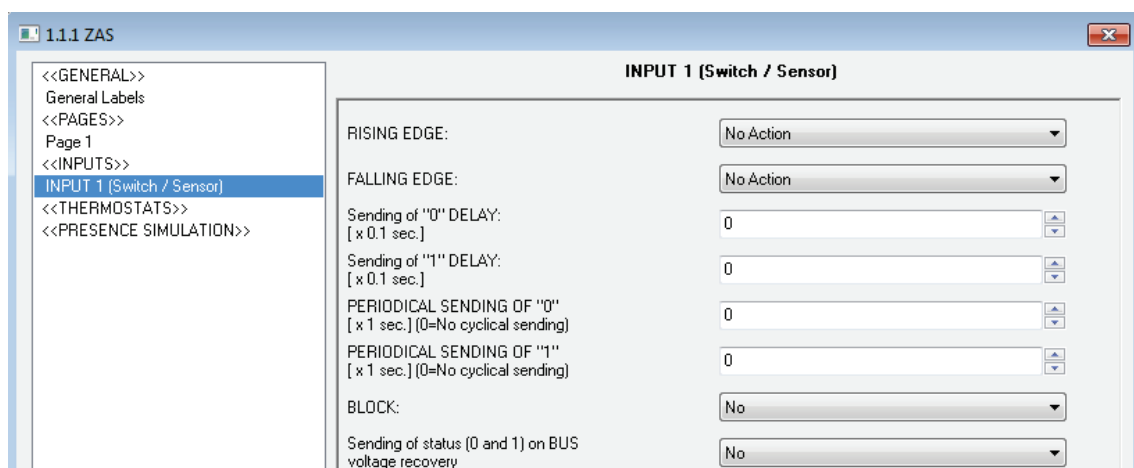 1.1.1 ZAS
<<GENERAL>>
General Labels
<<PAGES>>
Page 1
<<INPUTS>>
INPUT 1 (Switch / Sensor)
<<THERMOSTATS>>
<<PRESENCE SIMULATION>>
INPUT 1 (Switch / Sensor)
RISING EDGE:
No Action
FALLING EDGE:
No Action
Sending of "0" DELAY:
[ x 0.1 sec.]
0
Sending of "1" DELAY:
[ x 0.1 sec.]
0
PERIODICAL SENDING OF "0"
[ x 1 sec.] (0=No cyclical sending)
0
PERIODICAL SENDING OF "1"
[ x 1 sec.] (0=No cyclical sending)
0
BLOCK:
No
Sending of status (0 and 1) on BUS
voltage recovery
No